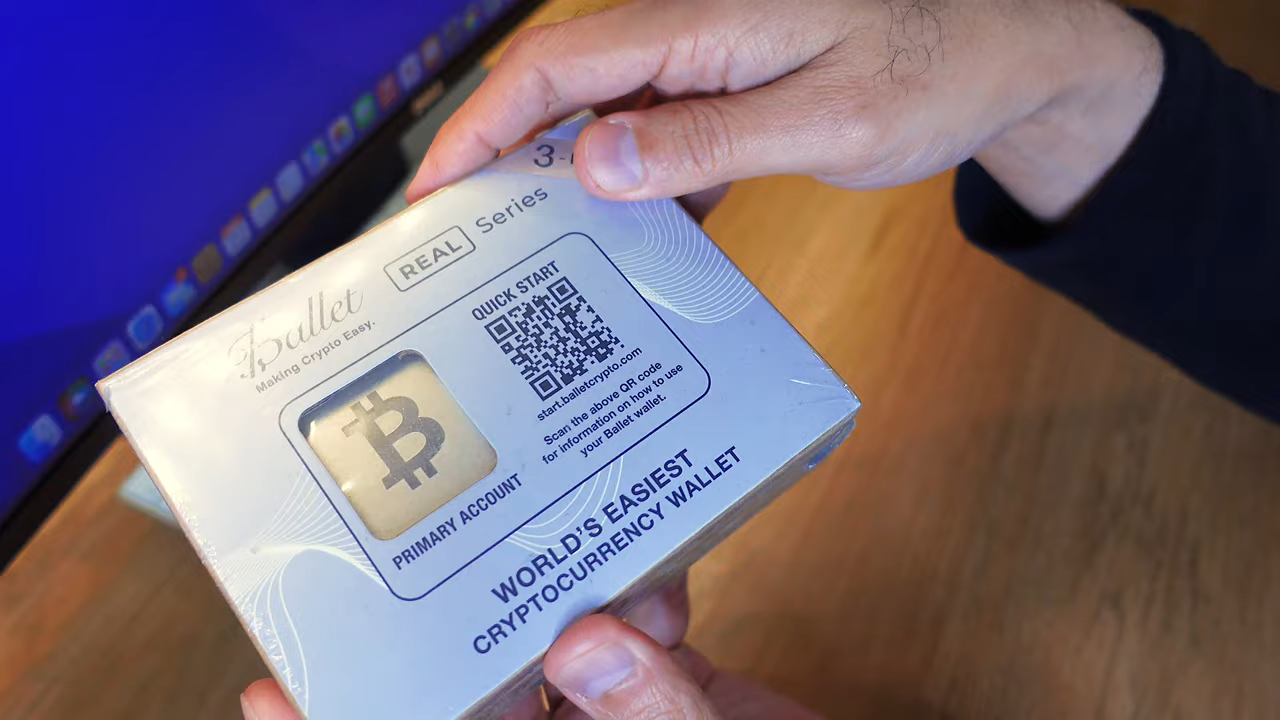 Ballet
REAL Series
Making Crypto Easy.
QUICK START
start.balletcrypto.com
Scan the above QR code
for information on how to use
your Ballet wallet.
PRIMARY ACCOUNT
WORLD'S EASIEST
CRYPTOCURRENCY WALLET